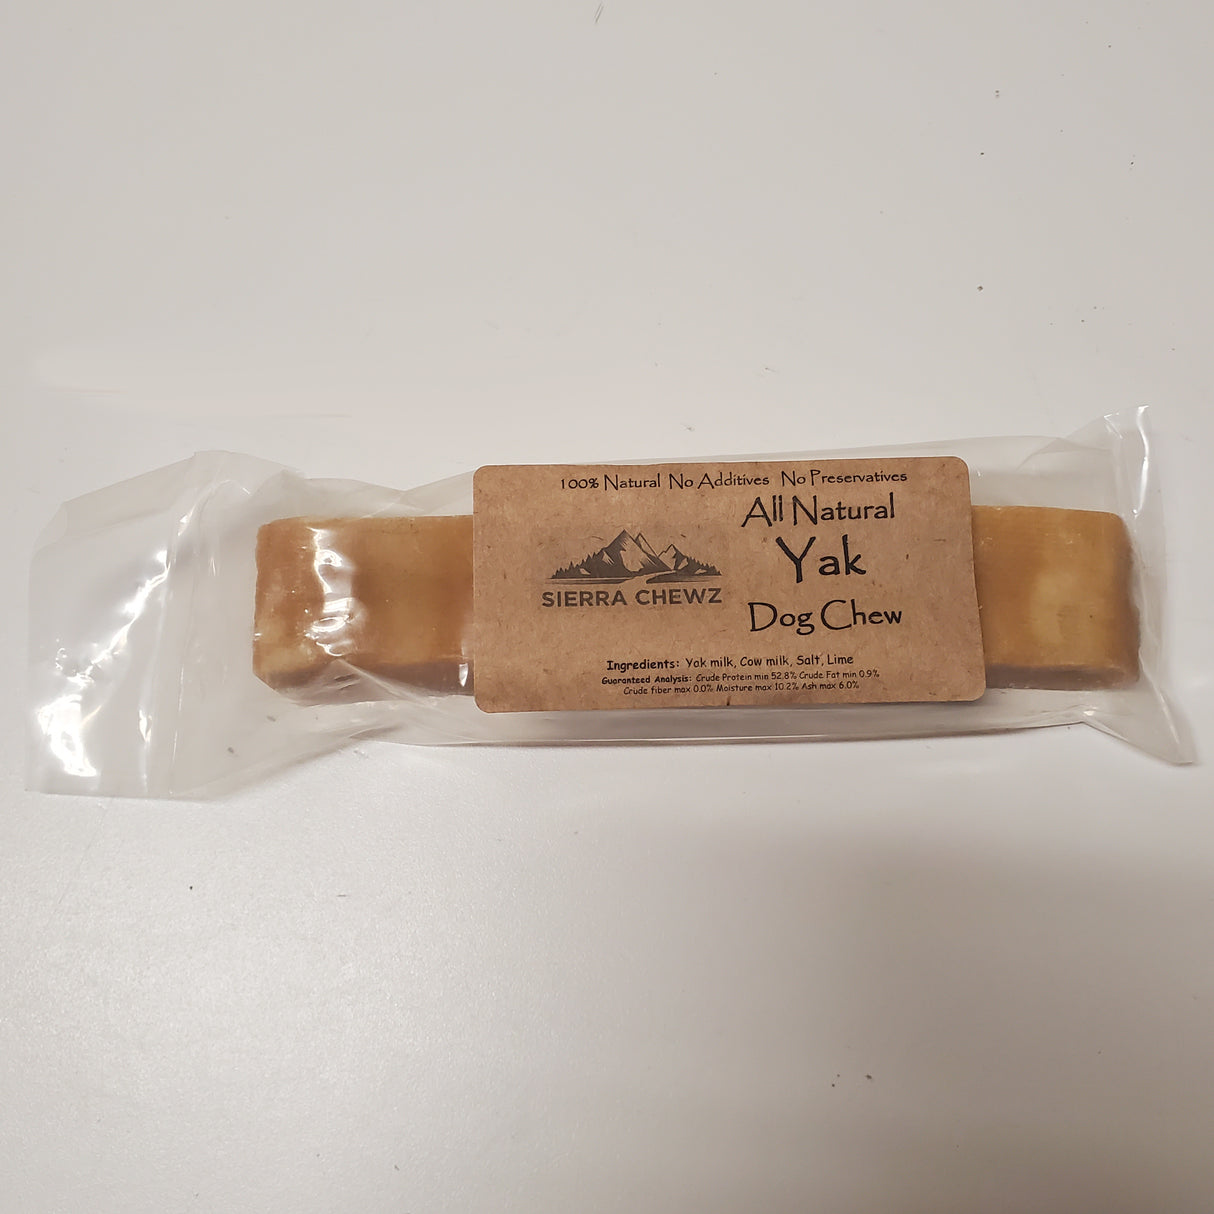 100% Natural No Additives No Preservatives
All Natural
Yak
Dog Chew
SIERRA CHEWZ
Ingredients: Yak milk, Cow milk, Salt, Lime
Guaranteed Analysis: Crude Protein min 52.8% Crude Fat min 0.9%
Crude fiber max 0.0% Moisture max 10.2% Ash max 6.0%